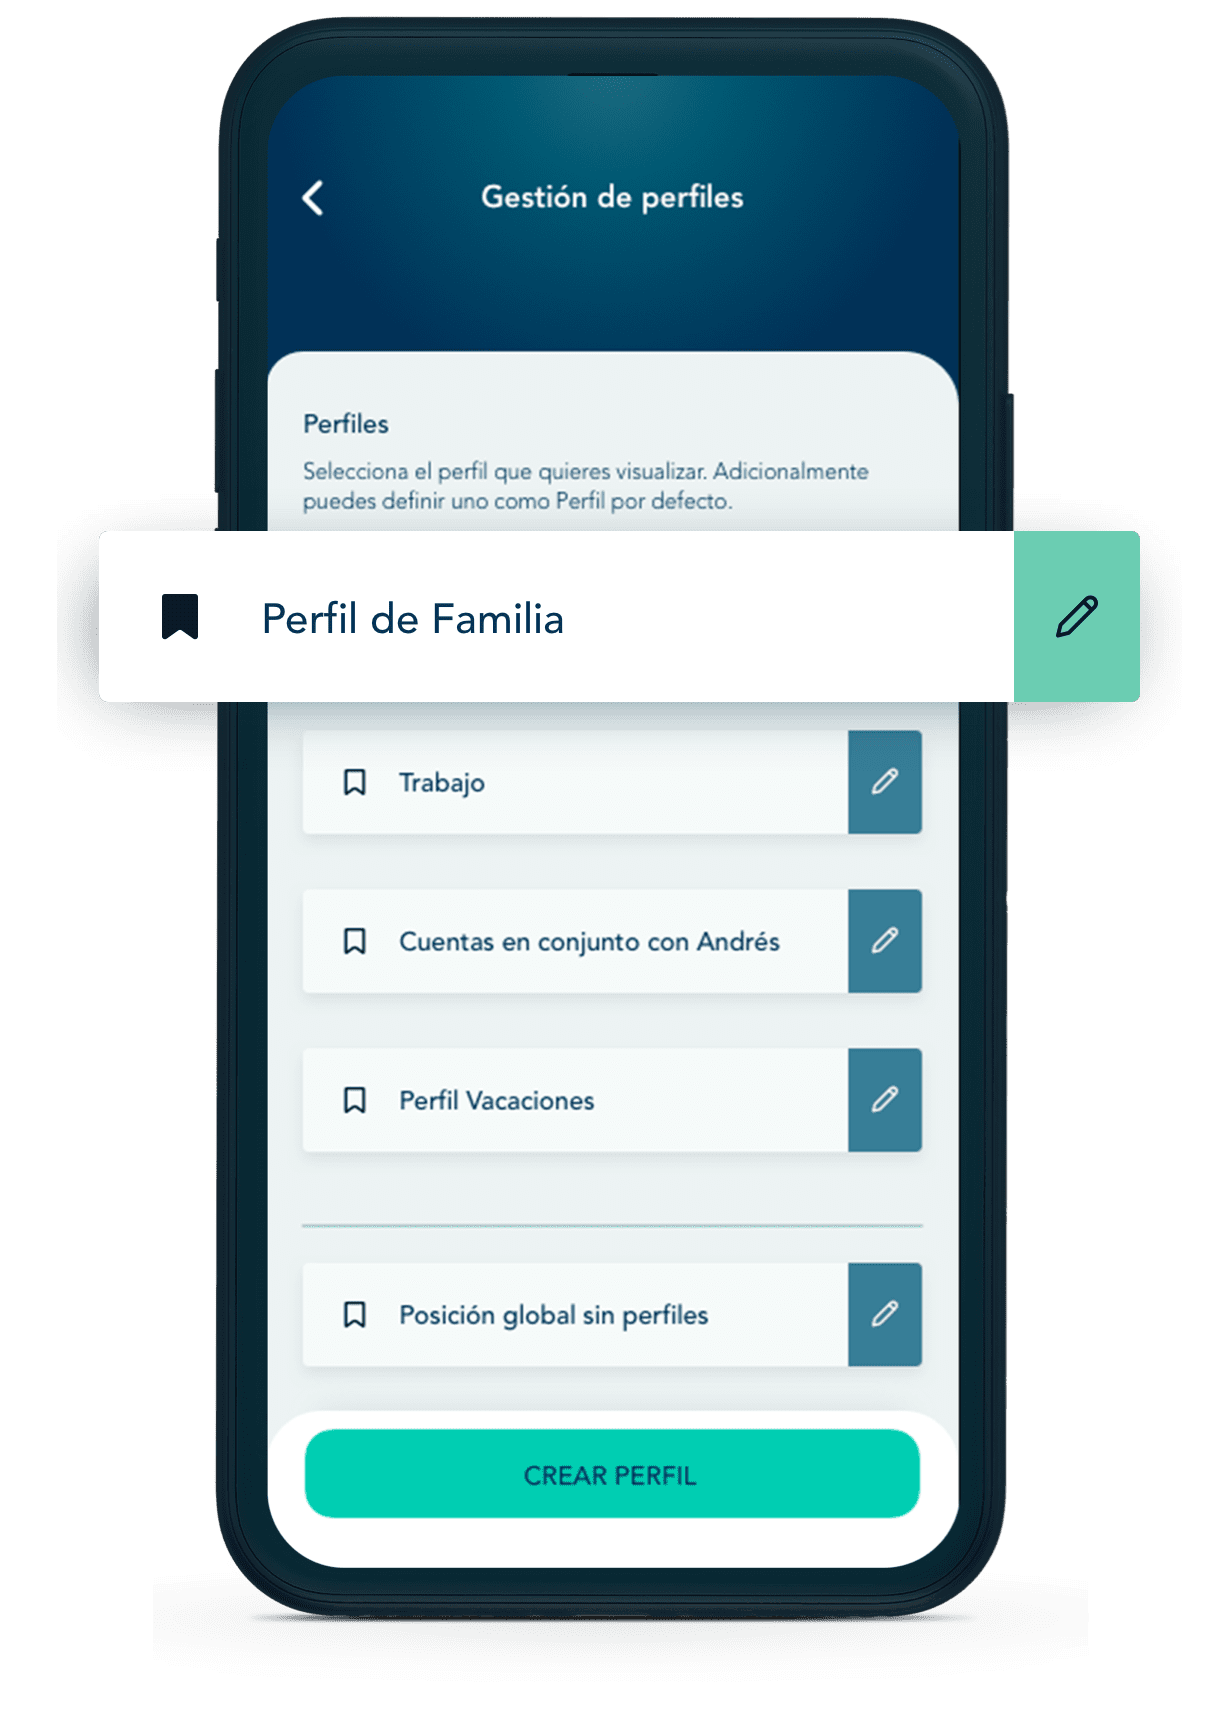 Gestión de perfiles
Perfiles
Selecciona el perfil que quieres visualizar. Adicionalmente
puedes definir uno como Perfil por defecto.
Perfil de Familia
Trabajo
Cuentas en conjunto con Andrés
Perfil Vacaciones
Posición global sin perfiles
CREAR PERFIL